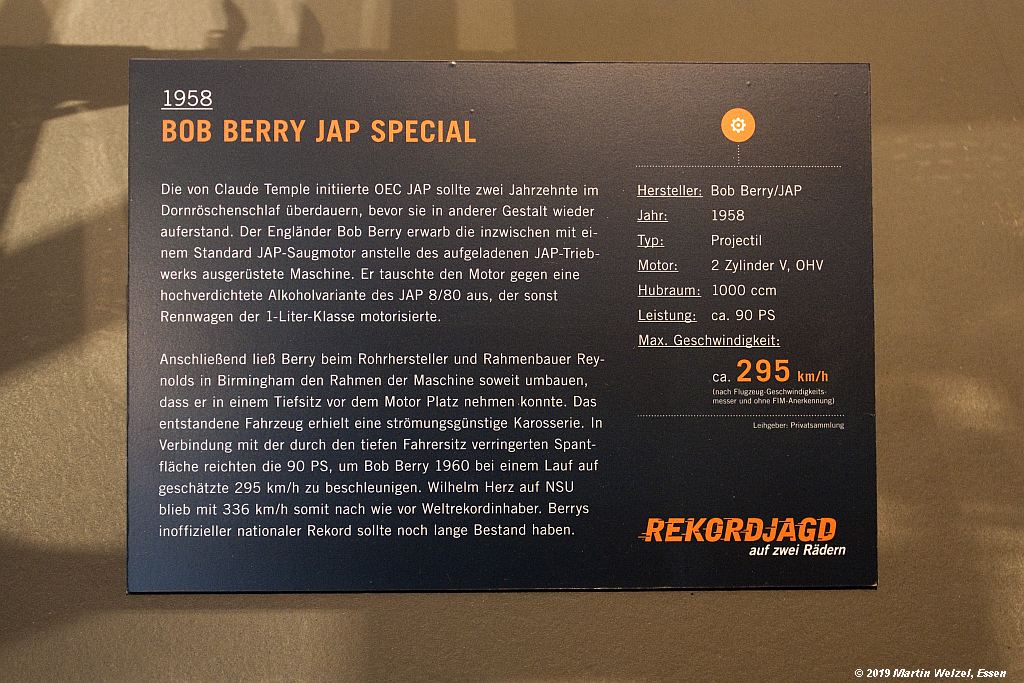 1958
BOB BERRY JAP SPECIAL
Die von Claude Temple initiierte OEC JAP sollte zwei Jahrzehnte im
Dornröschenschlaf überdauern, bevor sie in anderer Gestalt wieder
auferstand. Der Engländer Bob Berry erwarb die inzwischen mit ei-
nem Standard JAP-Saugmotor anstelle des aufgeladenen JAP-Trieb-
werks ausgerüstete Maschine. Er tauschte den Motor gegen eine
hochverdichtete Alkoholvariante des JAP 8/80 aus, der sonst
Rennwagen der 1-Liter-Klasse motorisierte.
Anschließend ließ Berry beim Rohrhersteller und Rahmenbauer Rey-
nolds in Birmingham den Rahmen der Maschine soweit umbauen,
dass er in einem Tiefsitz vor dem Motor Platz nehmen konnte. Das
entstandene Fahrzeug erhielt eine strömungsgünstige Karosserie. In
Verbindung mit der durch den tiefen Fahrersitz verringerten Spant-
fläche reichten die 90 PS, um Bob Berry 1960 bei einem Lauf auf
geschätzte 295 km/h zu beschleunigen. Wilhelm Herz auf NSU
blieb mit 336 km/h somit nach wie vor Weltrekordinhaber. Berrys
inoffizieller nationaler Rekord sollte noch lange Bestand haben.
Hersteller: Bob Berry/JAP
Jahr: 1958
Typ: Projectil
Motor: 2 Zylinder V, OHV
Hubraum: 1000 ccm
Leistung: ca. 90 PS
Max. Geschwindigkeit:
ca. 295 km/h
(nach Flugzeug-Geschwindigkeits-
messer und ohne FIM-Anerkennung)
Leihgeber: Privatsammlung
REKORDJAGD
auf zwei Rädern
© 2019 Martin Welzel, Essen